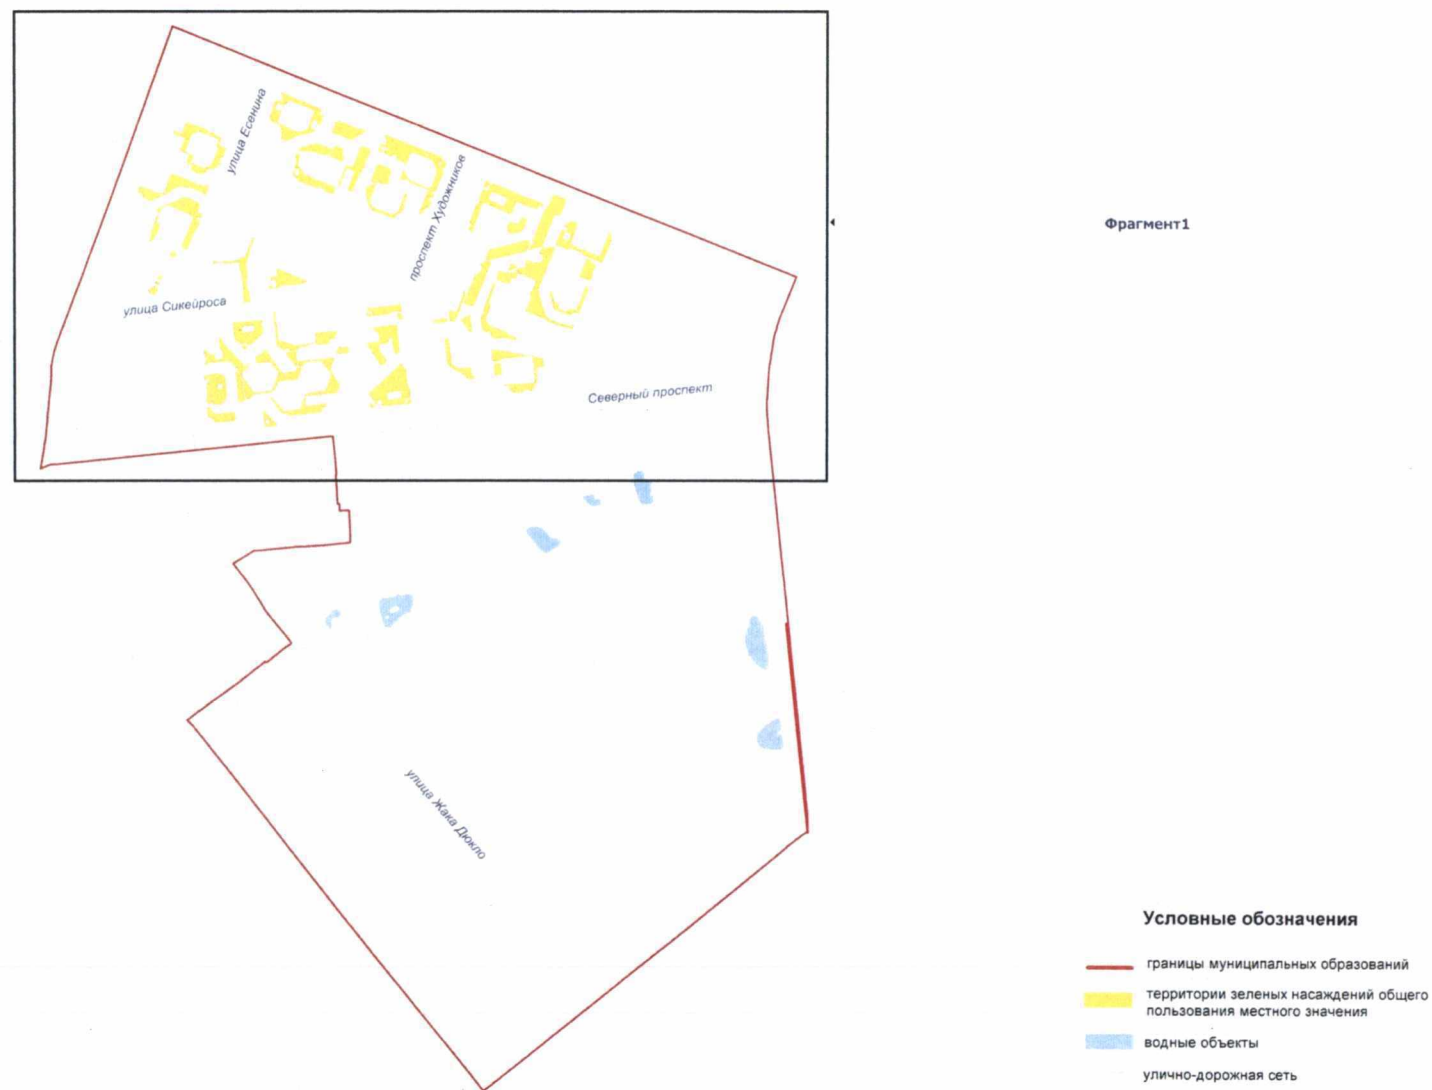 улица Есенина
проспект Художников
Фрагмент1
улица Сикейроса
Северный проспект
улица Жака Дюкло
Условные обозначения
границы муниципальных образований
территории зеленых насаждений общего
пользования местного значения
водные объекты
улично-дорожная сеть